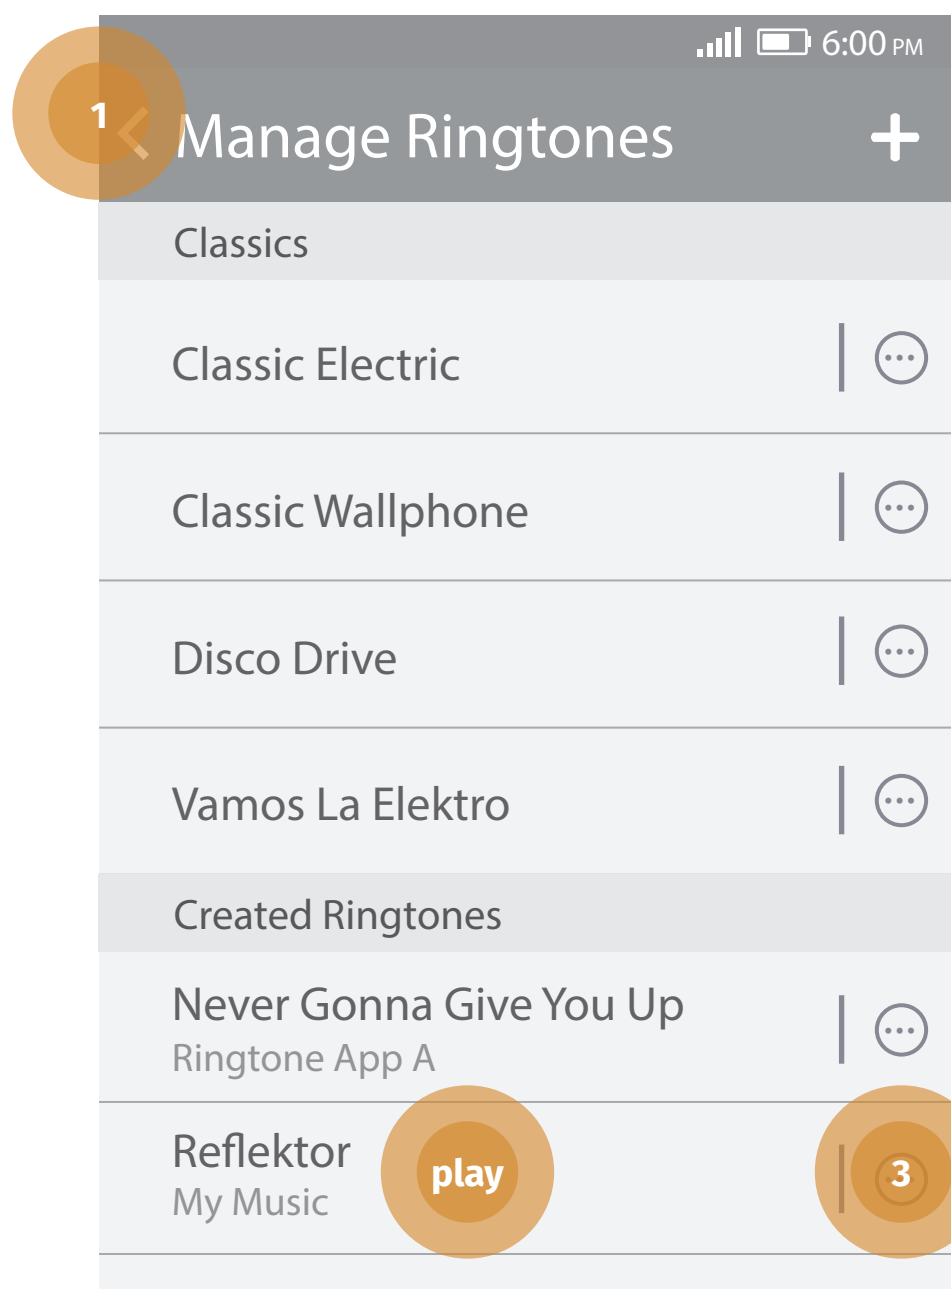 6:00 PM
1
Manage Ringtones
Classics
Classic Electric
Classic Wallphone
Disco Drive
Vamos La Elektro
Created Ringtones
Never Gonna Give You Up
Ringtone App A
Reflektor
My Music
play
3